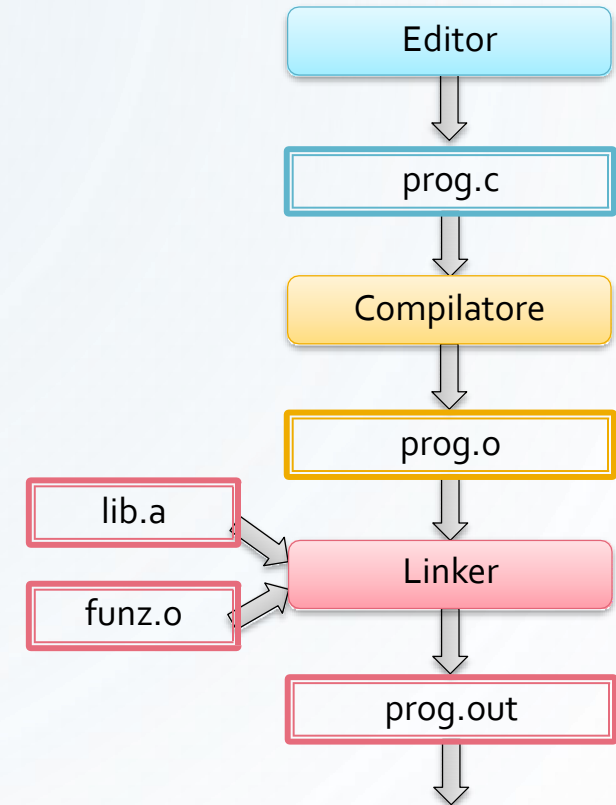 Editor
prog.c
Compilatore
prog.o
lib.a
Linker
funz.o
prog.out